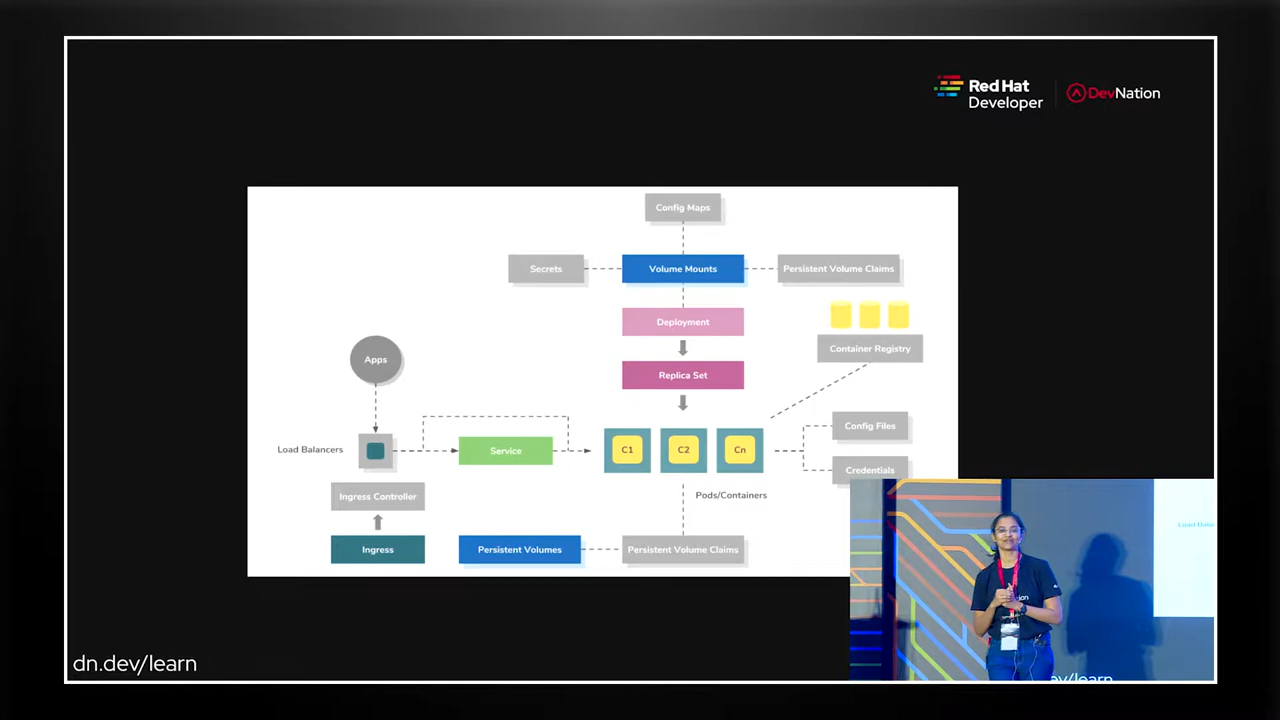 Red Hat
Developer
DevNation
Config Maps
Secrets
Volume Mounts
Persistent Volume Claims
Deployment
Container Registry
Apps
Replica Set
Config Files
Load Balancers
Service
C1
C2
Cn
Credentials
Ingress Controller
Pods/Containers
Ingress
Persistent Volumes
Persistent Volume Claims
dn.dev/learn